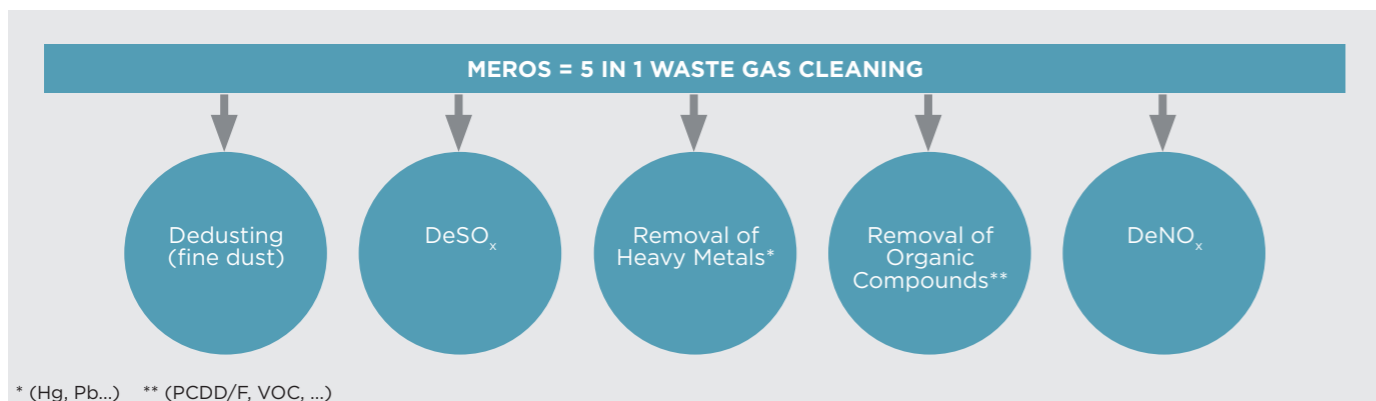 MEROS = 5 IN 1 WASTE GAS CLEANING
Dedusting
(fine dust)
DeSOₓ
Removal of
Heavy Metals*
Removal of
Organic
Compounds**
DeNOₓ
* (Hg, Pb...) ** (PCDD/F, VOC, ...)